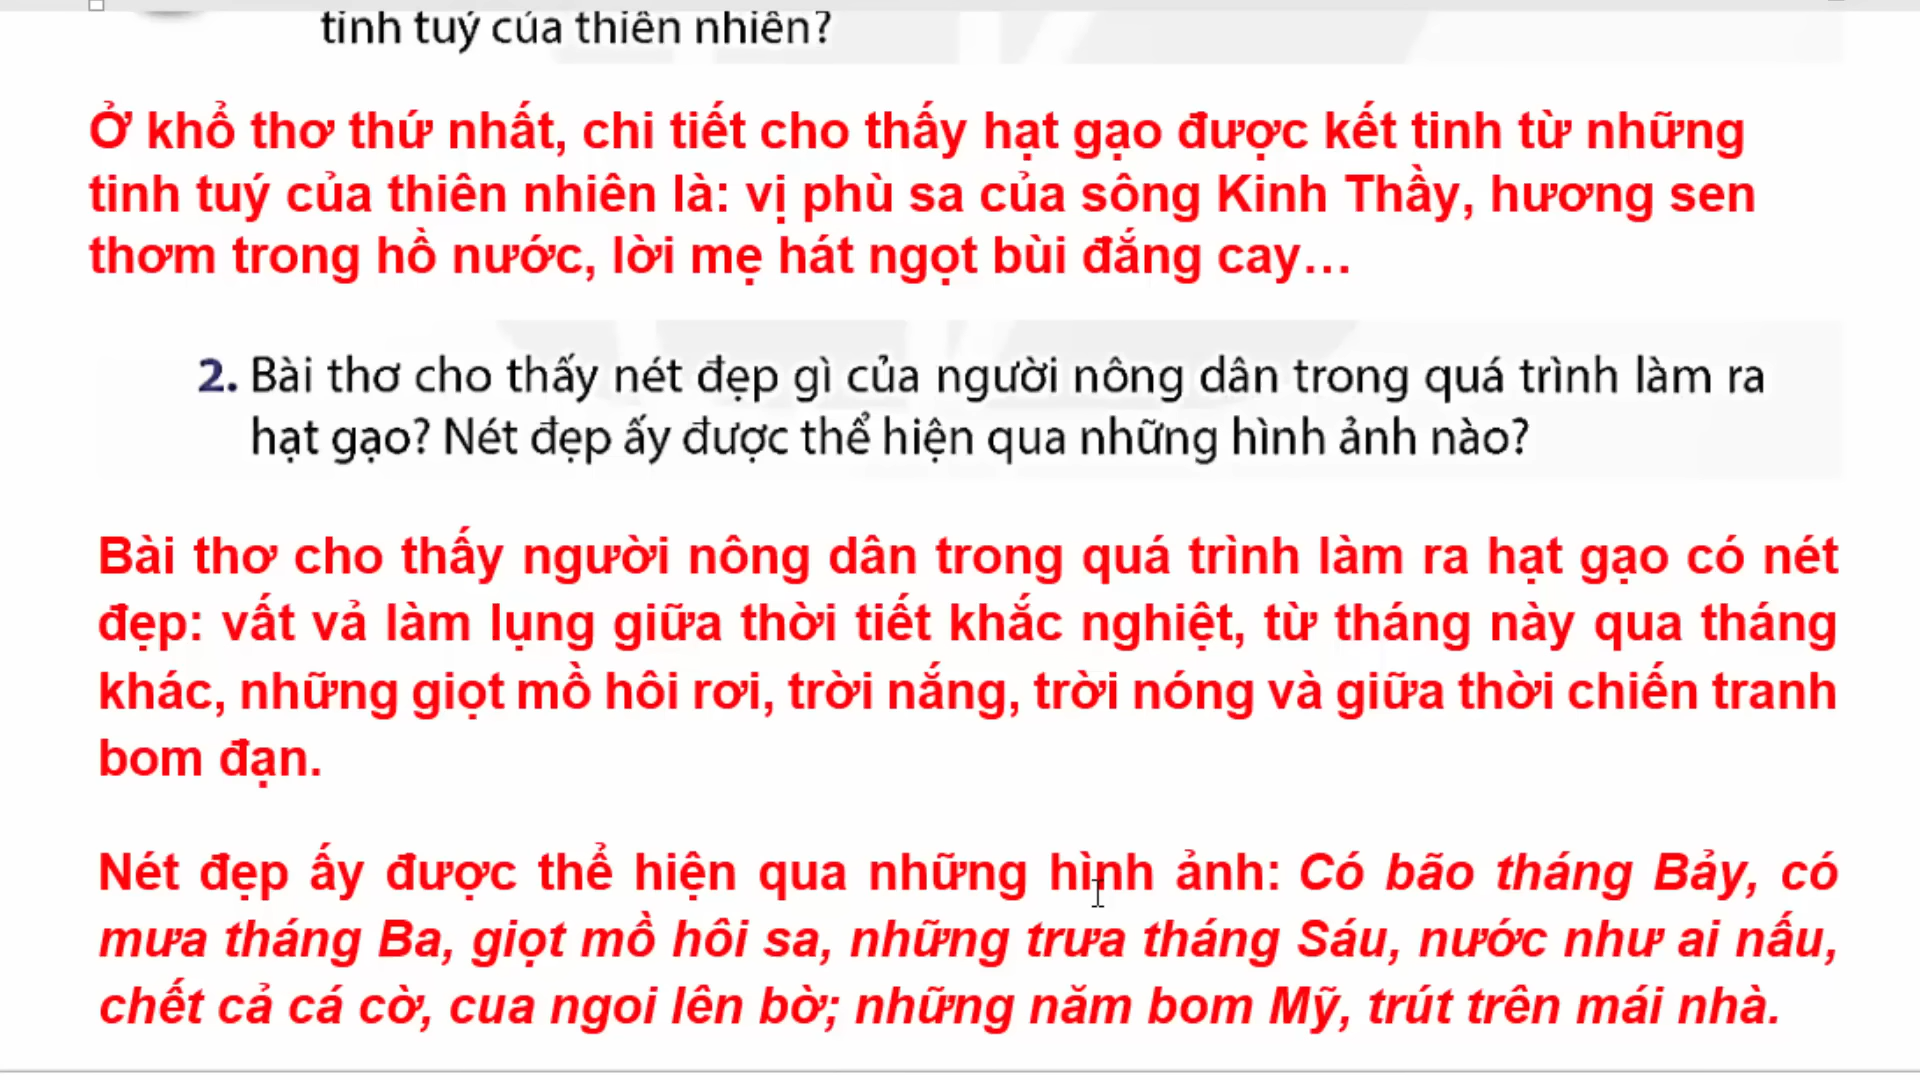 tinh tuý của thiên nhiên?
Ở khổ thơ thứ nhất, chi tiết cho thấy hạt gạo được kết tinh từ những
tinh tuý của thiên nhiên là: vị phù sa của sông Kinh Thầy, hương sen
thơm trong hồ nước, lời mẹ hát ngọt bùi đắng cay...
2. Bài thơ cho thấy nét đẹp gì của người nông dân trong quá trình làm ra
hạt gạo? Nét đẹp ấy được thể hiện qua những hình ảnh nào?
Bài thơ cho thấy người nông dân trong quá trình làm ra hạt gạo có nét
đẹp: vất vả làm lụng giữa thời tiết khắc nghiệt, từ tháng này qua tháng
khác, những giọt mồ hôi rơi, trời nắng, trời nóng và giữa thời chiến tranh
bom đạn.
Nét đẹp ấy được thể hiện qua những hình ảnh: Có bão tháng Bảy, có
mưa tháng Ba, giọt mồ hôi sa, những trưa tháng Sáu, nước như ai nấu,
chết cả cá cờ, cua ngoi lên bờ; những năm bom Mỹ, trút trên mái nhà.